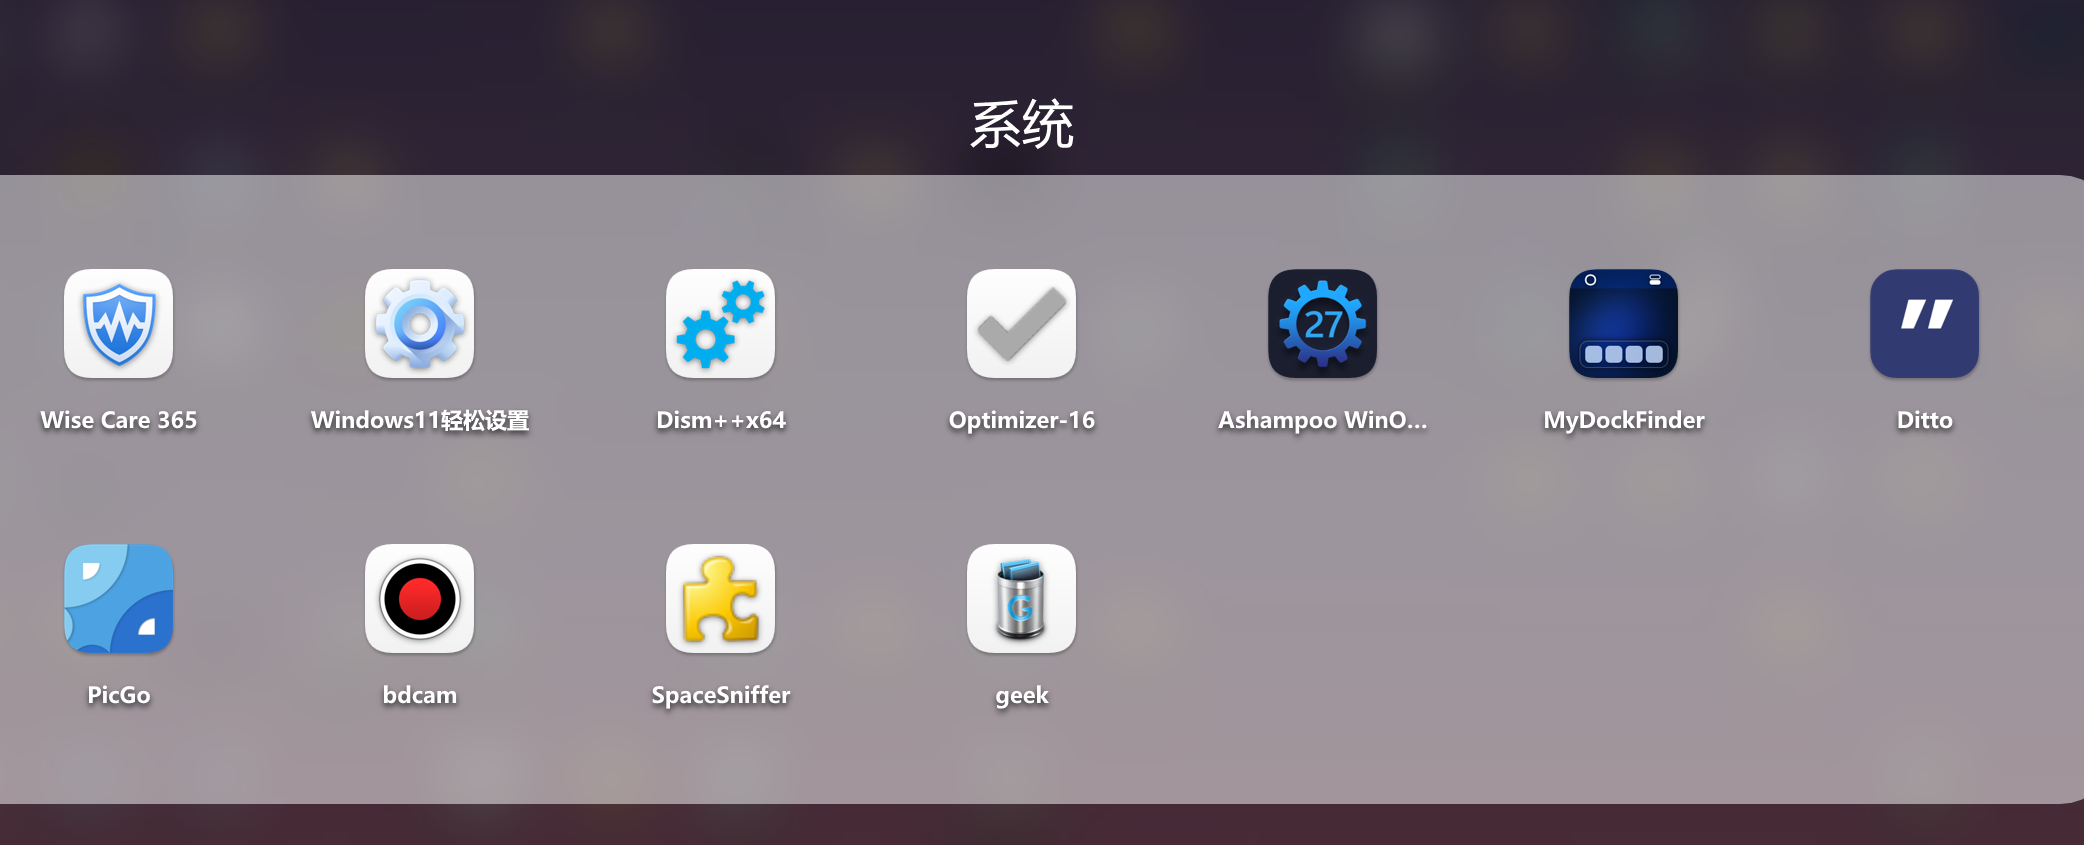 系统
Wise Care 365
Windows11轻松设置
Dism++x64
Optimizer-16
27
Ashampoo WinO...
MyDockFinder
Ditto
PicGo
bdcam
SpaceSniffer
G
geek